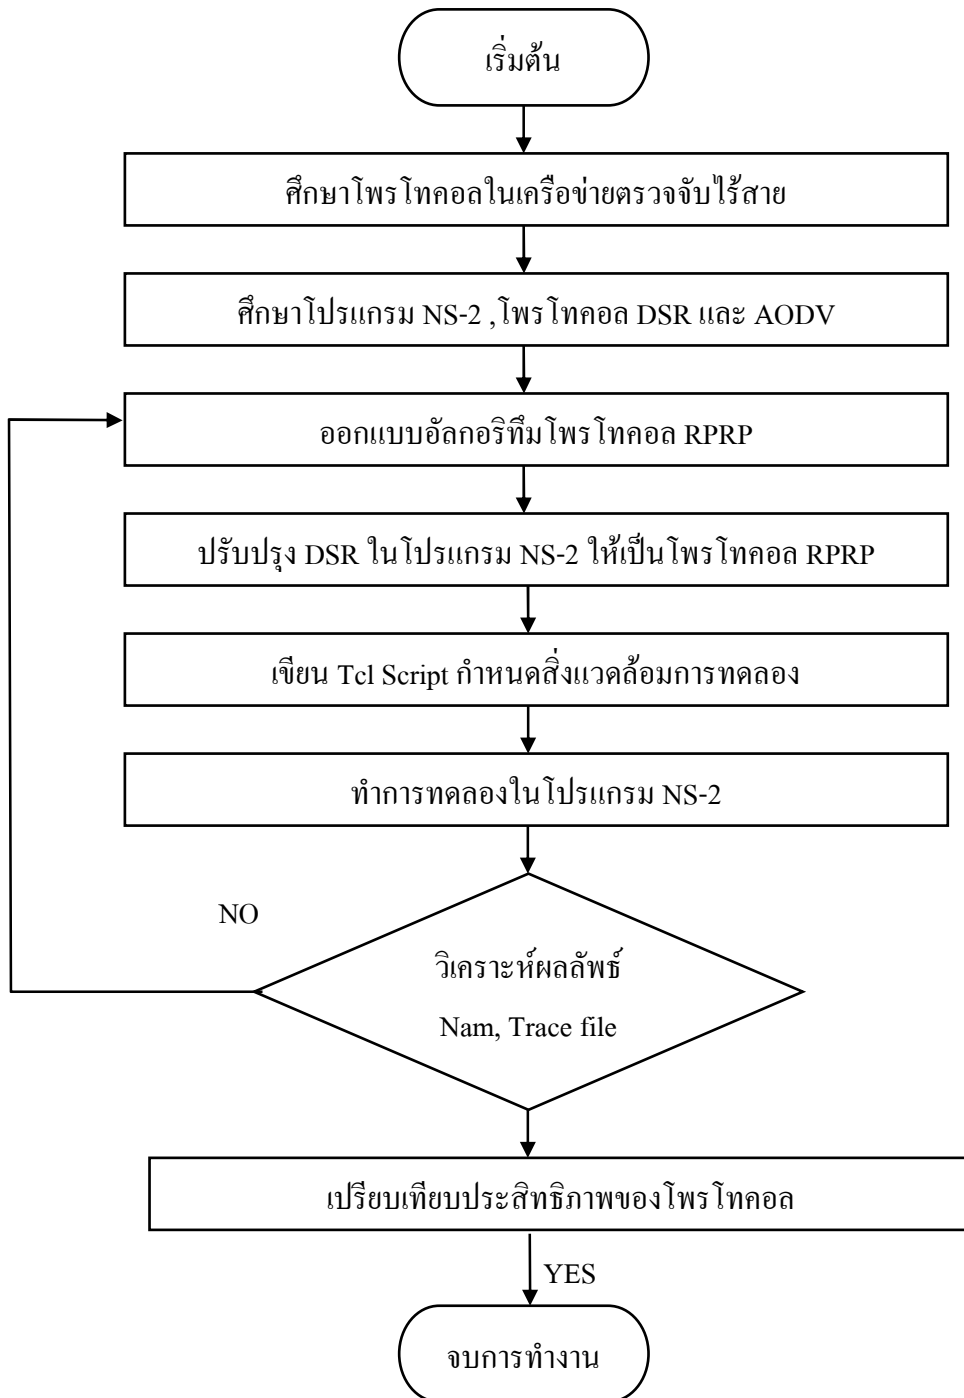 เริ่มต้น
ศึกษาโพรโทคอลในเครือข่ายตรวจจับไร้สาย
ศึกษาโปรแกรม NS-2 ,โพรโทคอล DSR และ AODV
ออกแบบอัลกอริทึมโพรโทคอล RPRP
ปรับปรุง DSR ในโปรแกรม NS-2 ให้เป็นโพรโทคอล RPRP
เขียน Tcl Script กำหนดสิ่งแวดล้อมการทดลอง
ทำการทดลองในโปรแกรม NS-2
NO
วิเคราะห์ผลลัพธ์
Nam, Trace file
เปรียบเทียบประสิทธิภาพของโพรโทคอล
YES
จบการทำงาน